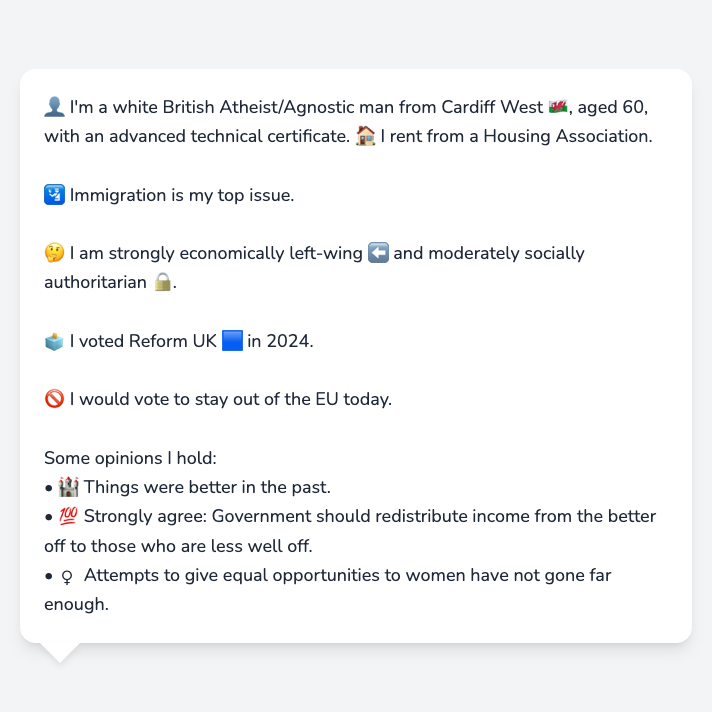 👤 I'm a white British Atheist/Agnostic man from Cardiff West 🏴󠁧󠁢󠁷󠁬󠁳󠁿, aged 60,
with an advanced technical certificate. 🏠 I rent from a Housing Association.
🛂 Immigration is my top issue.
🤔 I am strongly economically left-wing ⬅️ and moderately socially
authoritarian 🔒.
🗳️ I voted Reform UK 🟦 in 2024.
🚫 I would vote to stay out of the EU today.
Some opinions I hold:
• 🏰 Things were better in the past.
• 💯 Strongly agree: Government should redistribute income from the better
off to those who are less well off.
• ♀ Attempts to give equal opportunities to women have not gone far
enough.